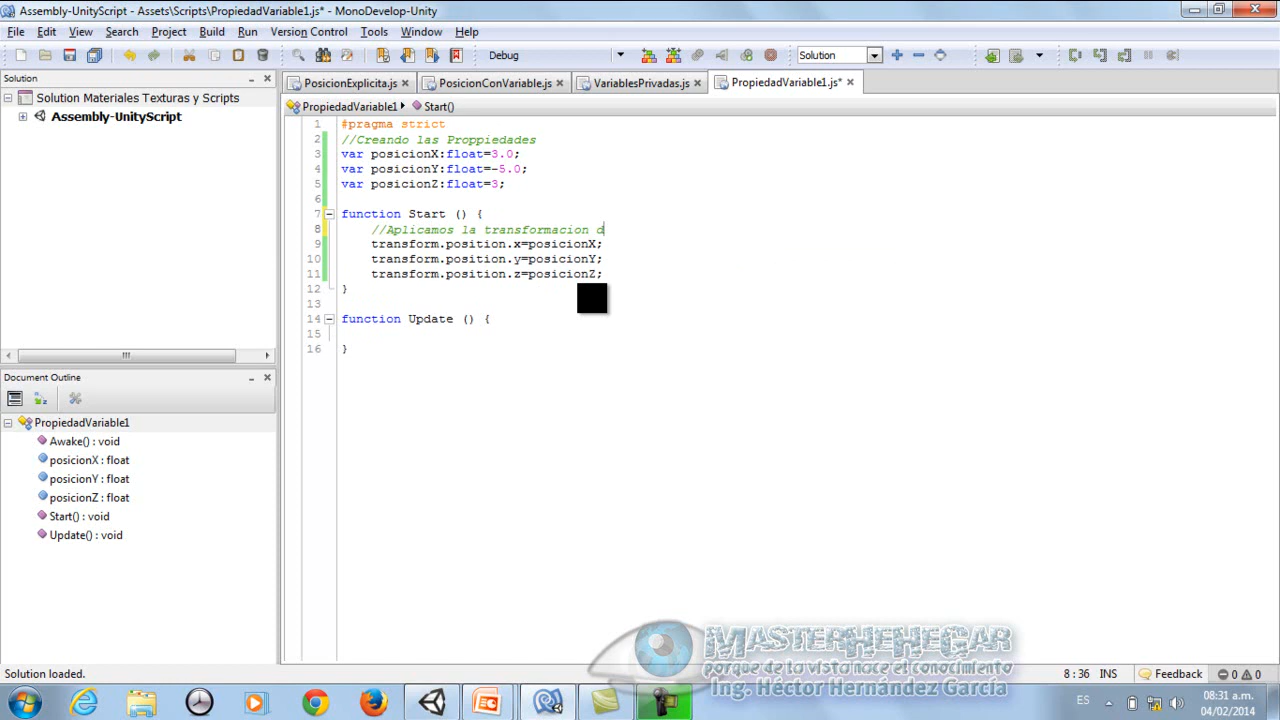 Assembly-UnityScript - Assets\Scripts\PropiedadVariable1.js* - MonoDevelop-Unity
File Edit View Search Project Build Run Version Control Tools Window Help
Debug Solution
Solution
Solution Materiales Texturas y Scripts
Assembly-UnityScript
PosicionExplicita.js PosicionConVariable.js VariablesPrivadas.js PropiedadVariable1.js*
PropiedadVariable1 Start()
1 #pragma strict
2 //Creando las Proppiedades
3 var posicionX:float=3.0;
4 var posicionY:float=-5.0;
5 var posicionZ:float=3;
6
7 function Start () {
8 //Aplicamos la transformacion d
9 transform.position.x=posicionX;
10 transform.position.y=posicionY;
11 transform.position.z=posicionZ;
12 }
13
14 function Update () {
15
16 }
Document Outline
PropiedadVariable1
Awake() : void
posicionX : float
posicionY : float
posicionZ : float
Start() : void
Update() : void
MASTERHEHEGAR
porque de la vista nace el conocimiento
Ing. Héctor Hernández García
Solution loaded. 8 : 36 INS Feedback 0 0
ES 08:31 a.m.
04/02/2014